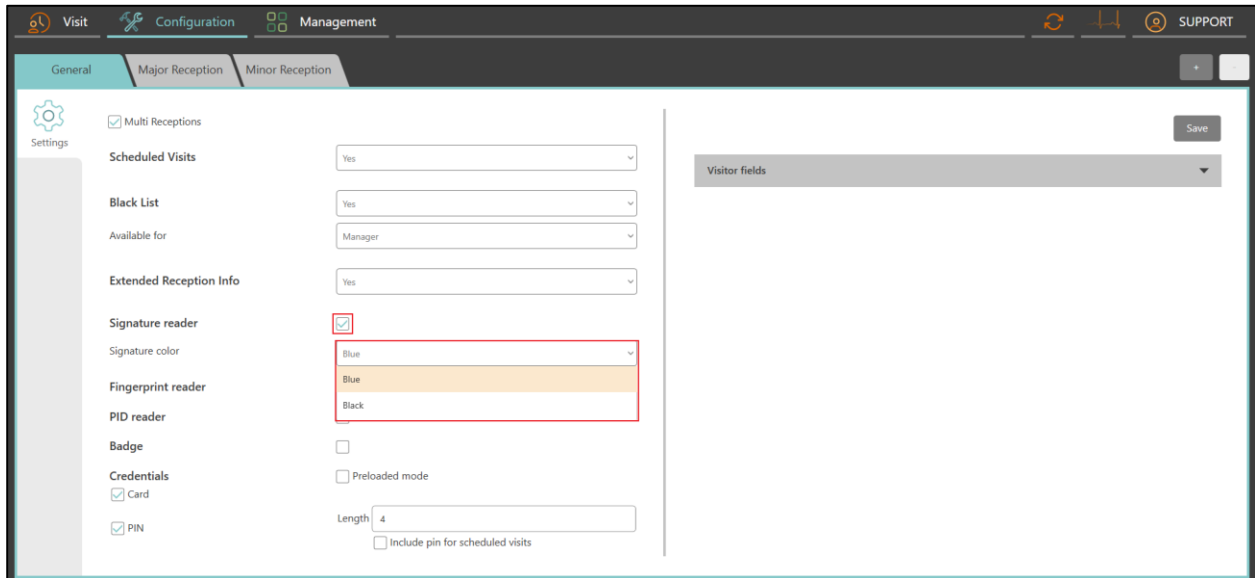 Visit Configuration Management SUPPORT
General Major Reception Minor Reception + -
Settings
Multi Receptions
Save
Scheduled Visits Yes
Visitor fields
Black List Yes
Available for Manager
Extended Reception Info Yes
Signature reader
Signature color Blue
Blue
Fingerprint reader
Black
PID reader
Badge
Credentials Preloaded mode
Card
PIN Length 4
Include pin for scheduled visits